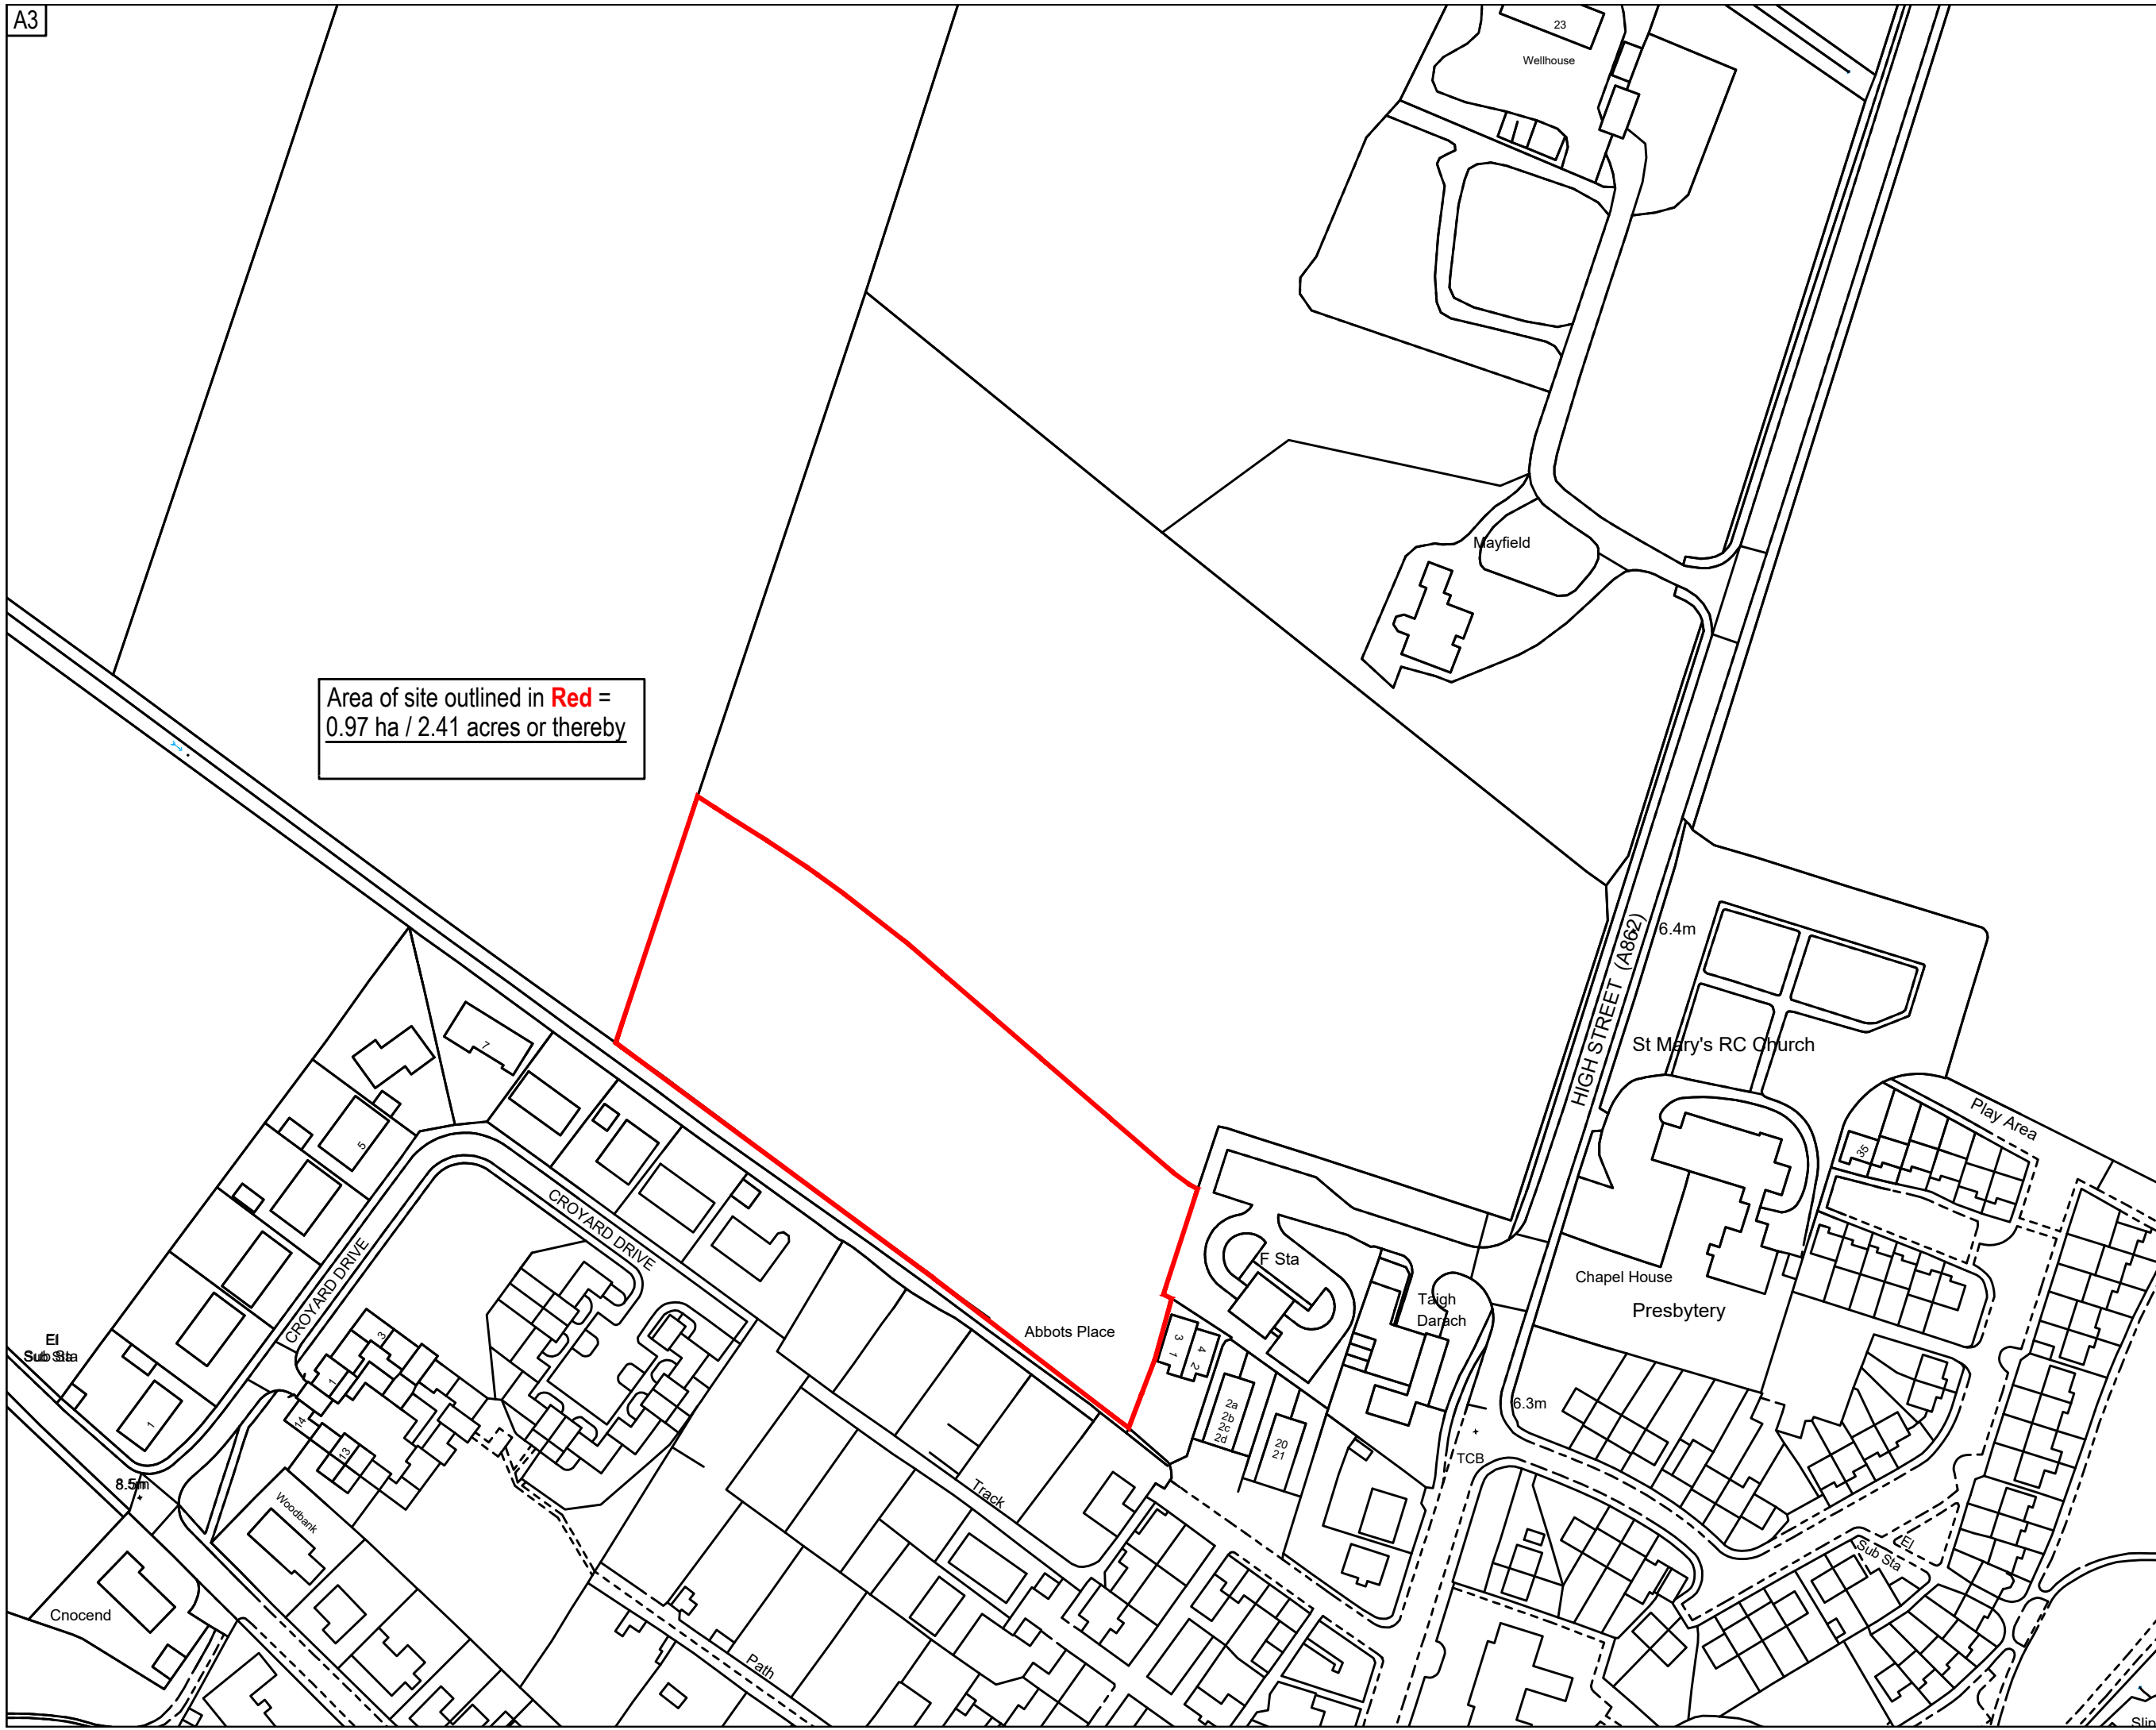 A3
23
Wellhouse
Mayfield
Area of site outlined in Red =
0.97 ha / 2.41 acres or thereby
HIGH STREET (A862)
6.4m
St Mary's RC Church
Play Area
35
7
5
CROYARD DRIVE
CROYARD DRIVE
F Sta
Chapel House
Presbytery
Taigh
Darach
Abbots Place
3
1
4
2
El
Sub Sta
3
1
14
13
1
2a
2b
2c
2d
20
21
6.3m
TCB
8.5m
Woodbank
Track
El
Sub Sta
Cnocend
Path
Slip